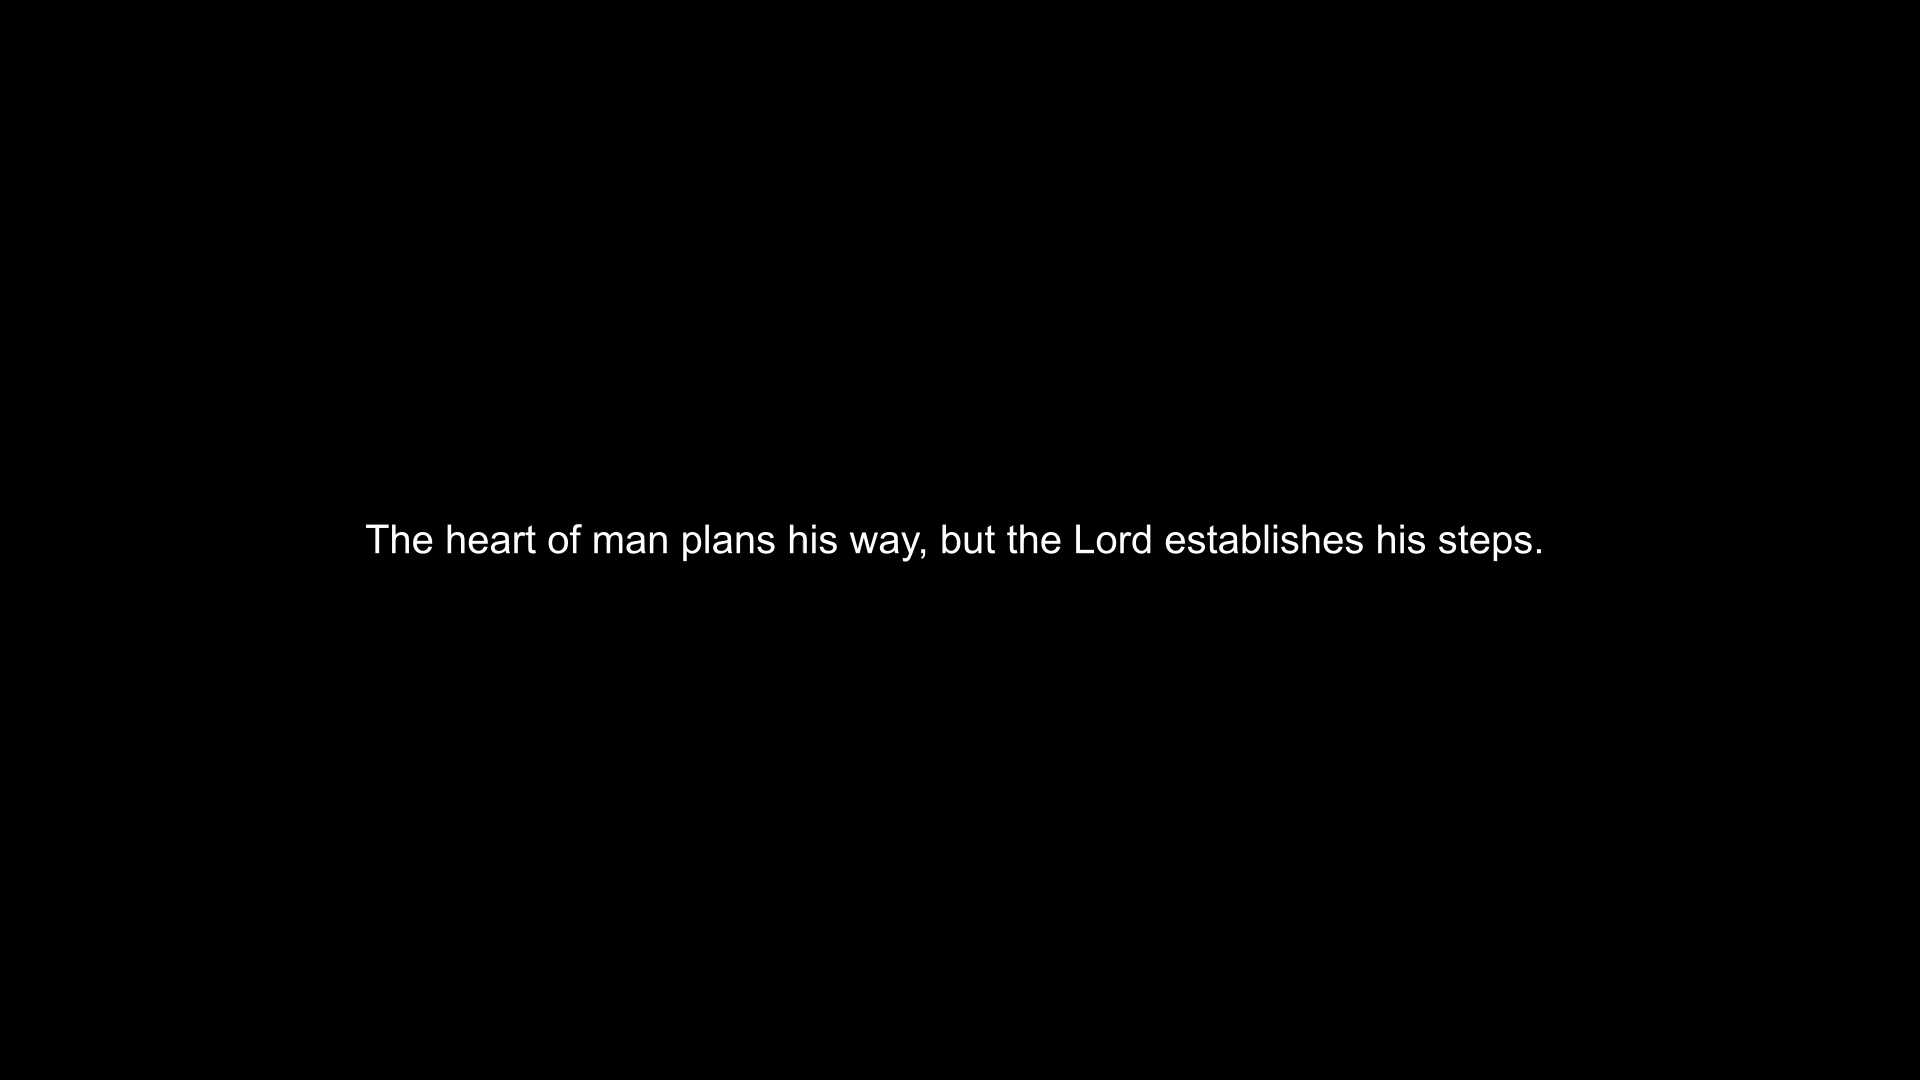 The heart of man plans his way, but the Lord establishes his steps.